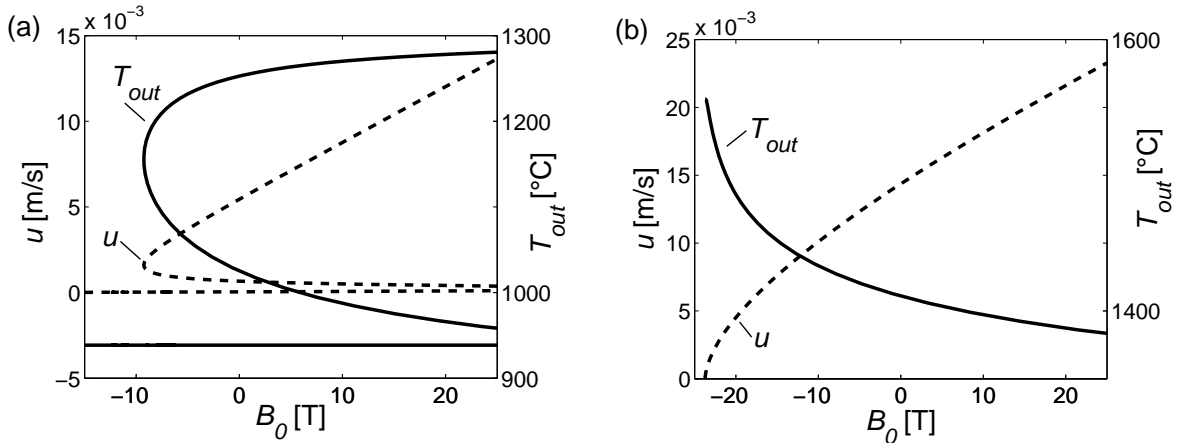 (a)
x 10⁻³
15
10
5
0
−5
u [m/s]
T_out
u
1300
1200
1100
1000
900
T_out [°C]
−10 0 10 20
B_0 [T]
(b)
x 10⁻³
25
20
15
10
5
0
u [m/s]
T_out
u
1600
1400
T_out [°C]
−20 −10 0 10 20
B_0 [T]